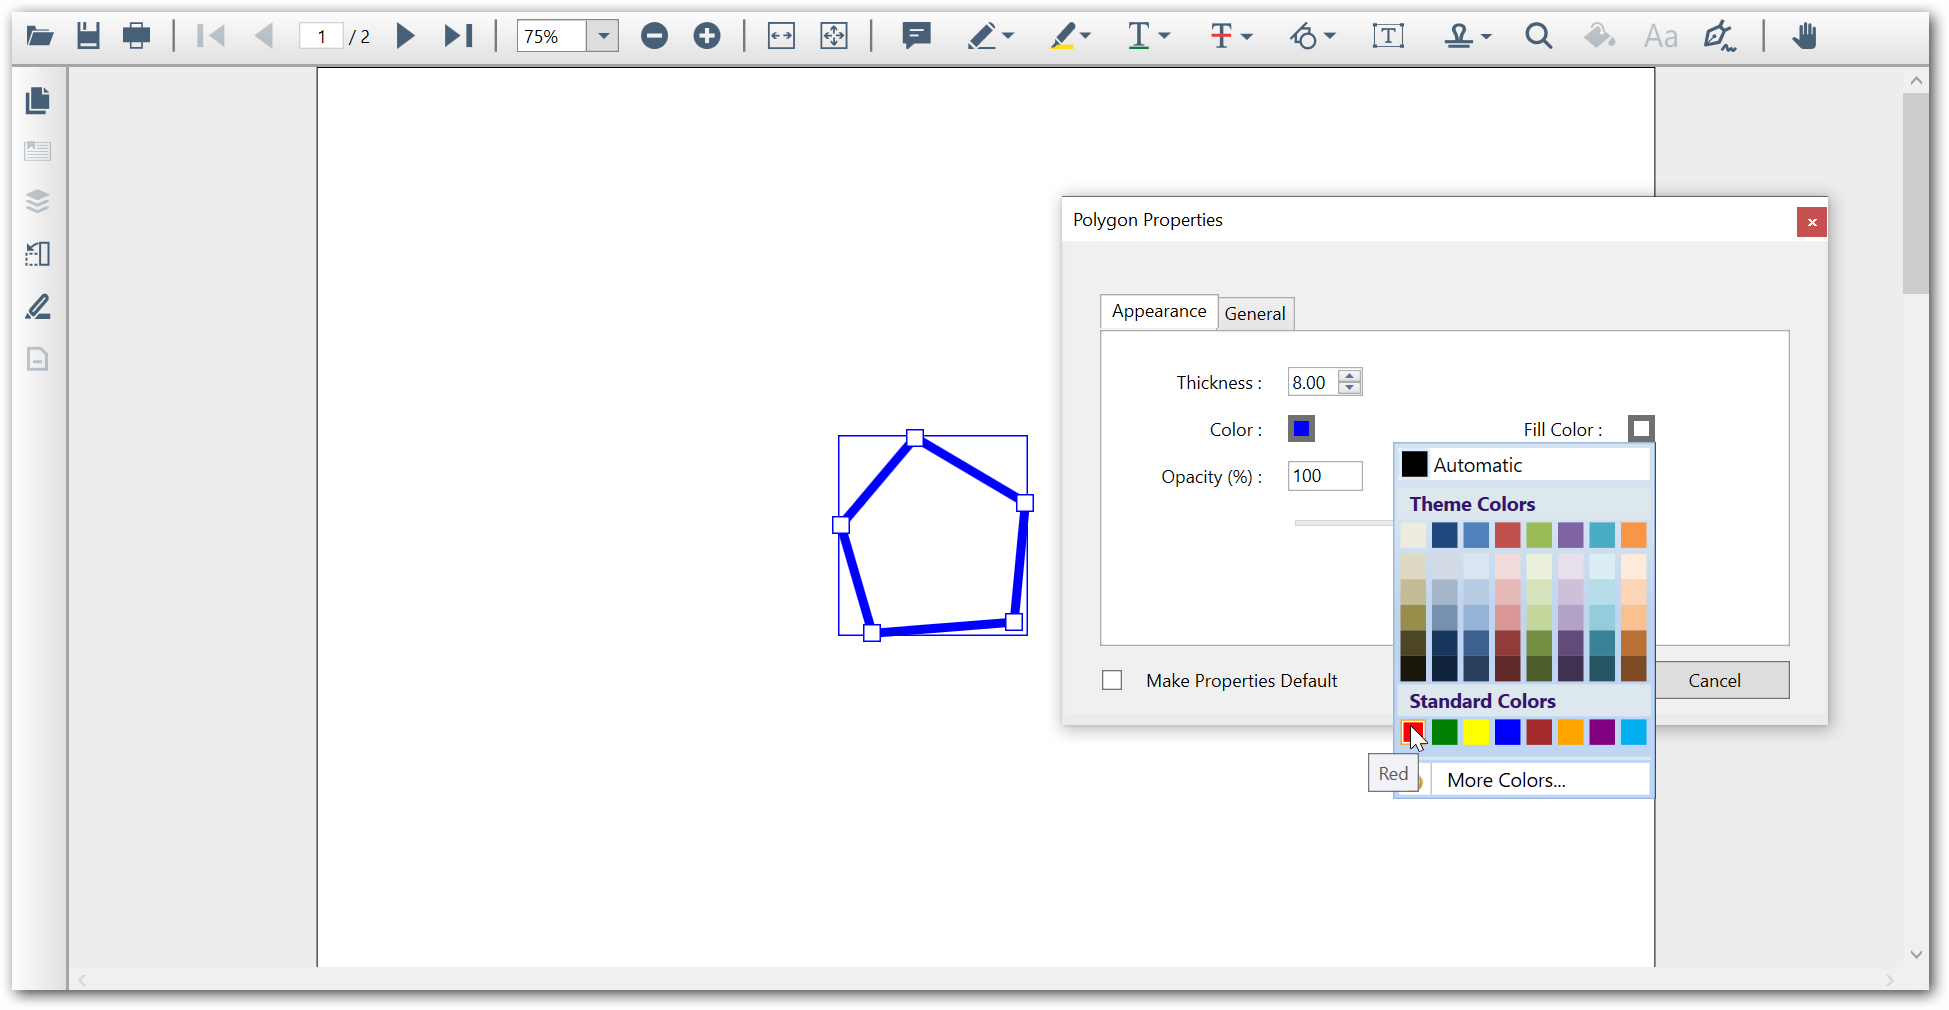 1 / 2
75%
T
T
T
Aa
Polygon Properties
x
Appearance
General
Thickness :
8.00
Color :
Fill Color :
Opacity (%) :
100
Automatic
Theme Colors
Make Properties Default
Cancel
Standard Colors
Red
More Colors...